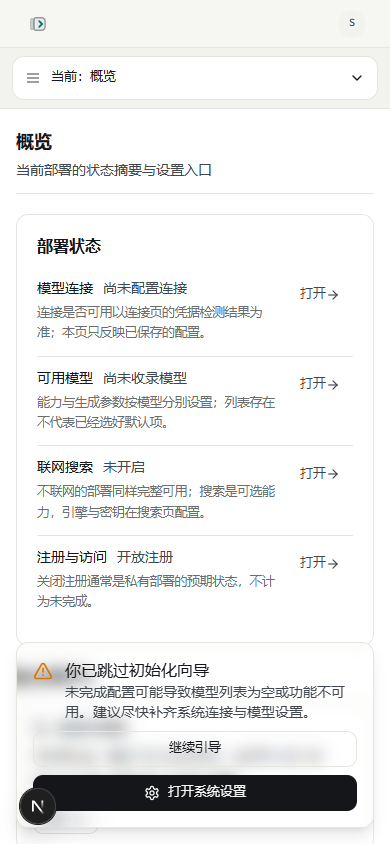 S
当前：概览
概览
当前部署的状态摘要与设置入口
部署状态
模型连接 尚未配置连接
打开→
连接是否可用以连接页的凭据检测结果为
准；本页只反映已保存的配置。
可用模型 尚未收录模型
打开→
能力与生成参数按模型分别设置；列表存在
不代表已经选好默认项。
联网搜索 未开启
打开→
不联网的部署同样完整可用；搜索是可选能
力，引擎与密钥在搜索页配置。
注册与访问 开放注册
打开→
关闭注册通常是私有部署的预期状态，不计
为未完成。
你已跳过初始化向导
未完成配置可能导致模型列表为空或功能不可
用。建议尽快补齐系统连接与模型设置。
继续引导
打开系统设置
N